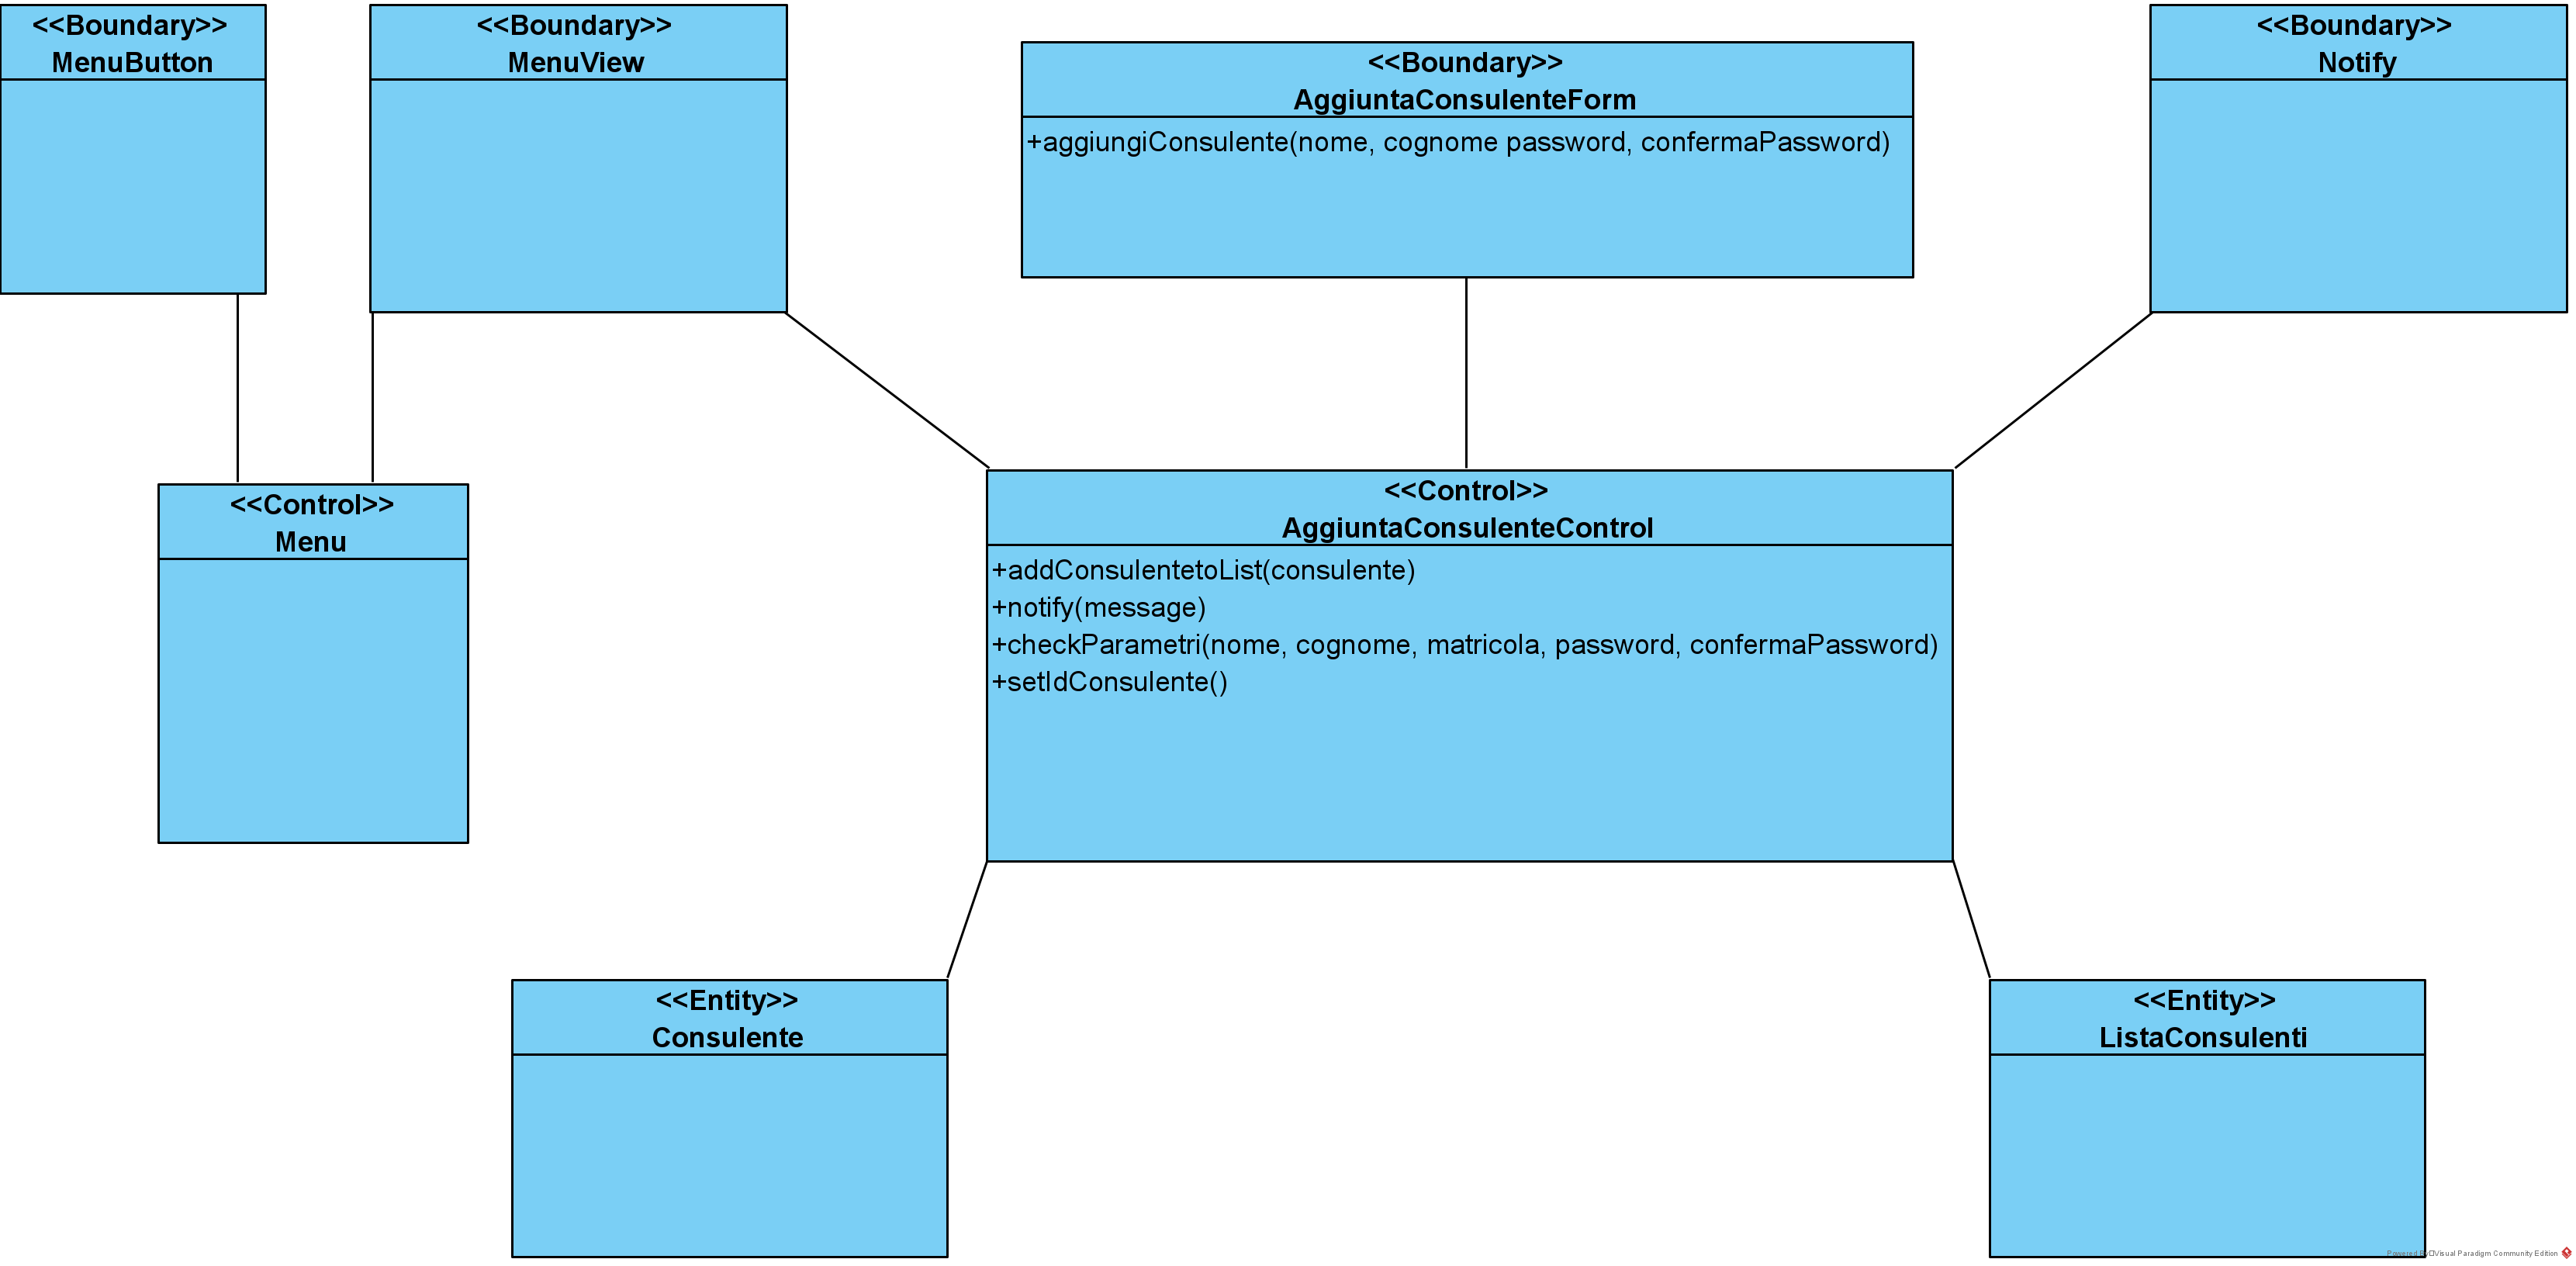 <<Boundary>>
MenuButton
<<Boundary>>
MenuView
<<Boundary>>
AggiuntaConsulenteForm
+aggiungiConsulente(nome, cognome password, confermaPassword)
<<Boundary>>
Notify
<<Control>>
Menu
<<Control>>
AggiuntaConsulenteControl
+addConsulentetoList(consulente)
+notify(message)
+checkParametri(nome, cognome, matricola, password, confermaPassword)
+setIdConsulente()
<<Entity>>
Consulente
<<Entity>>
ListaConsulenti
Powered By Visual Paradigm Community Edition